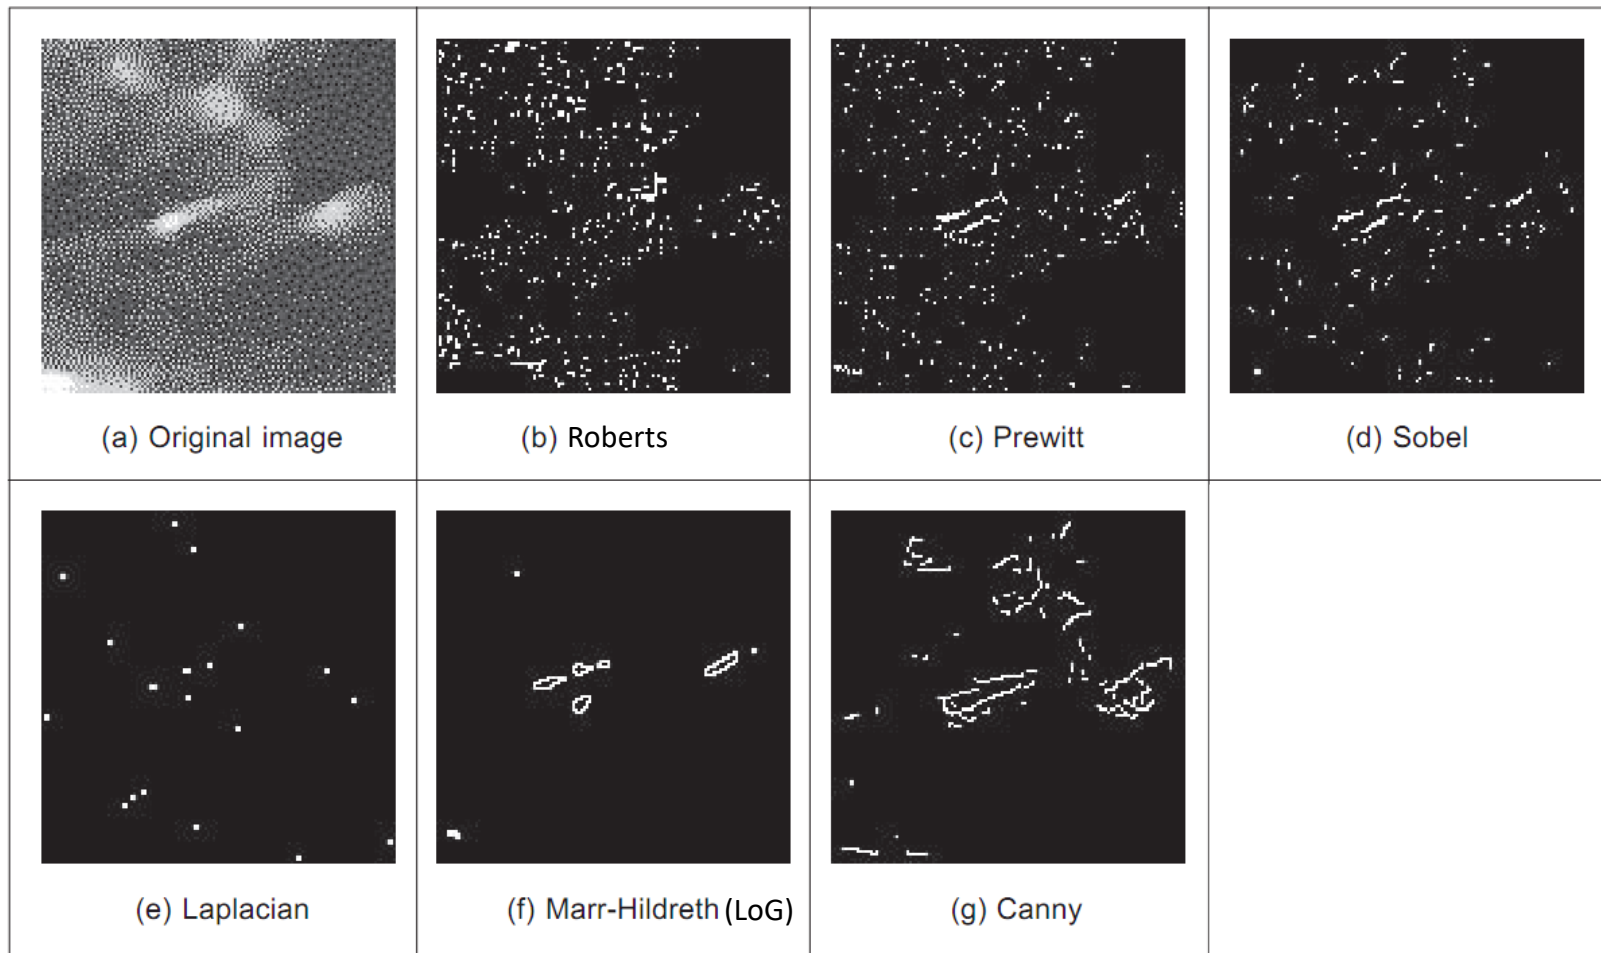 (a) Original image
(b) Roberts
(c) Prewitt
(d) Sobel
(e) Laplacian
(f) Marr-Hildreth (LoG)
(g) Canny